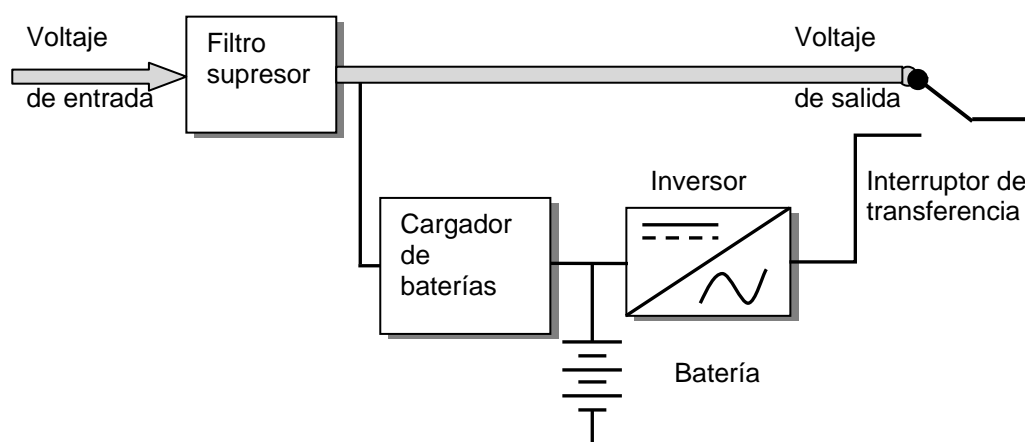 Voltaje
de entrada
Filtro
supresor
Voltaje
de salida
Interruptor de
transferencia
Inversor
Cargador
de
baterías
Batería